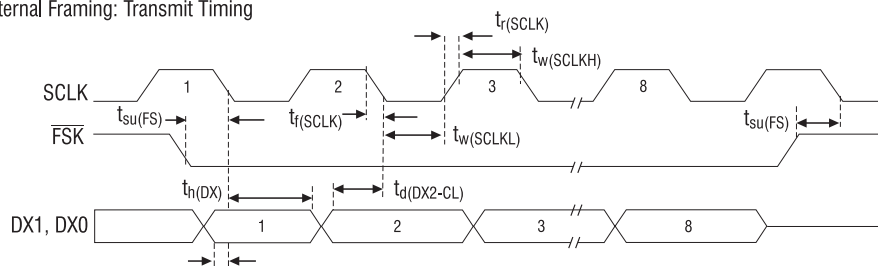 ternal Framing: Transmit Timing
tr(SCLK)
tw(SCLKH)
SCLK
1
2
3
8
tsu(FS)
tf(SCLK)
tw(SCLKL)
tsu(FS)
FSK
th(DX)
td(DX2-CL)
DX1, DX0
1
2
3
8